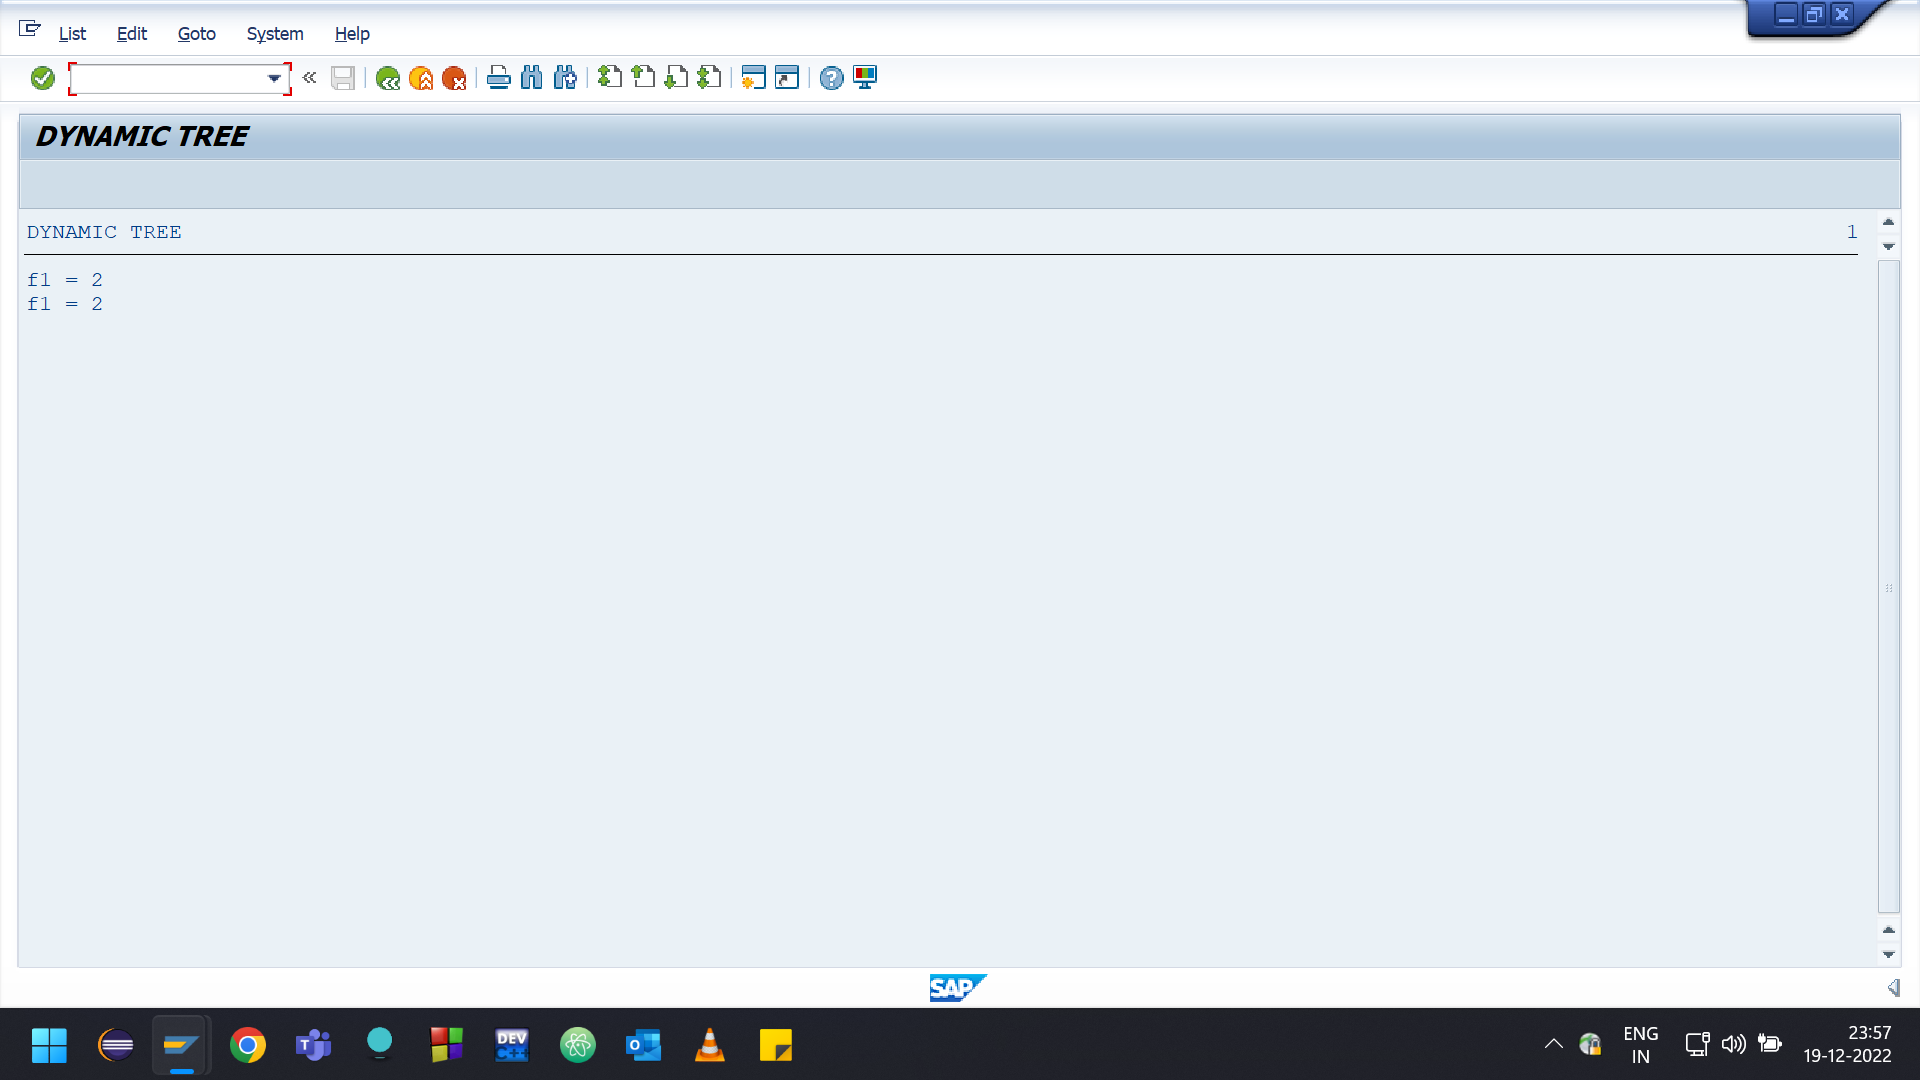 List Edit Goto System Help
DYNAMIC TREE
DYNAMIC TREE 1
f1 = 2
f1 = 2
SAP
T
DEV
C++
O
ENG
IN
23:57
19-12-2022